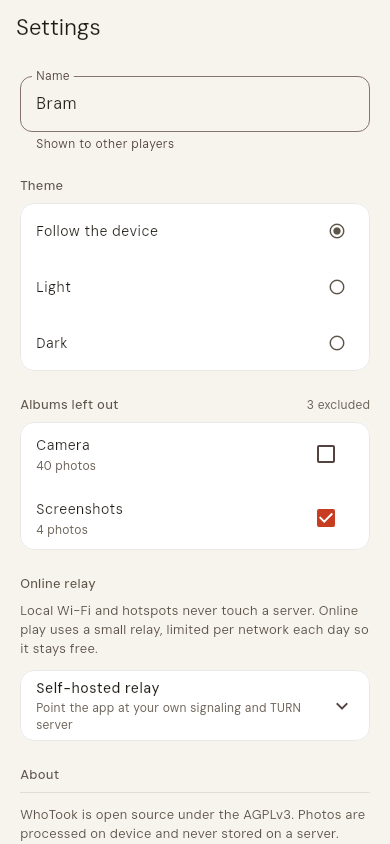 Settings
Name
Bram
Shown to other players
Theme
Follow the device
Light
Dark
Albums left out
3 excluded
Camera
40 photos
Screenshots
4 photos
Online relay
Local Wi-Fi and hotspots never touch a server. Online
play uses a small relay, limited per network each day so
it stays free.
Self-hosted relay
Point the app at your own signaling and TURN
server
About
WhoTook is open source under the AGPLv3. Photos are
processed on device and never stored on a server.